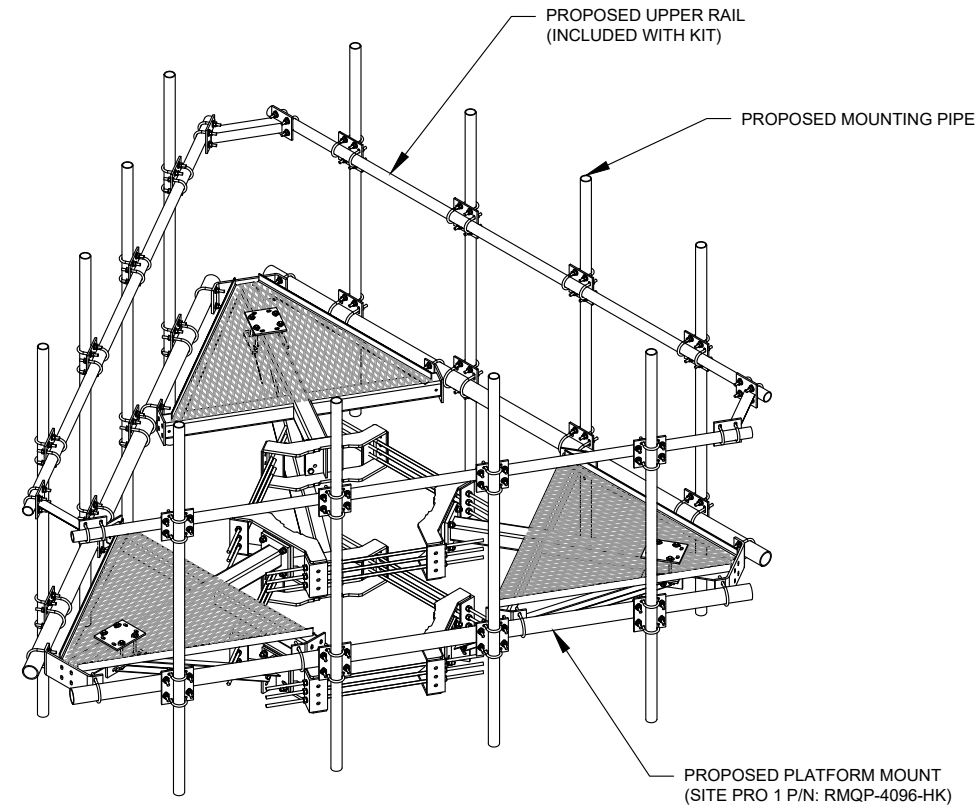 PROPOSED UPPER RAIL
(INCLUDED WITH KIT)
PROPOSED MOUNTING PIPE
PROPOSED PLATFORM MOUNT
(SITE PRO 1 P/N: RMQP-4096-HK)